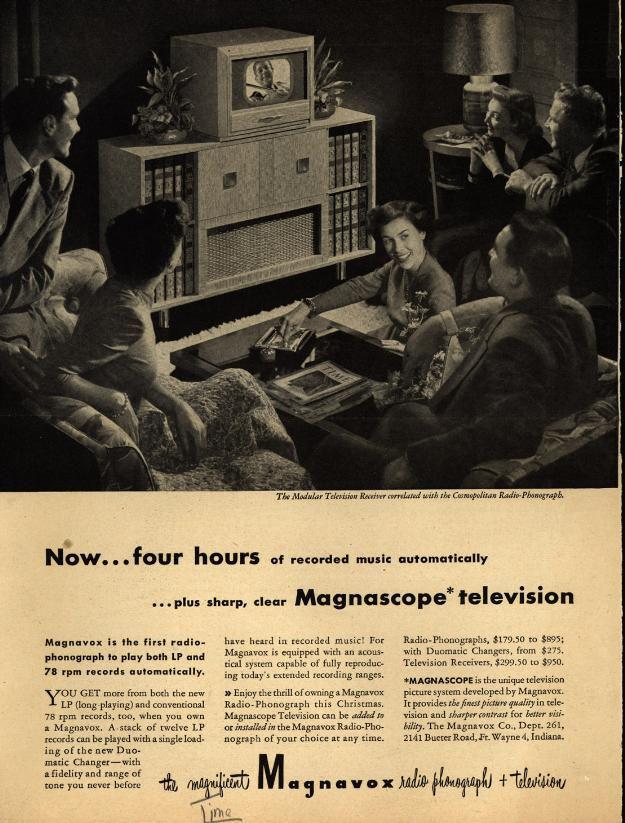 The Modular Television Receiver correlated with the Cosmopolitan Radio-Phonograph.
Now...four hours of recorded music automatically
...plus sharp, clear Magnascope* television
Magnavox is the first radio-
phonograph to play both LP and
78 rpm records automatically.
YOU GET more from both the new
LP (long-playing) and conventional
78 rpm records, too, when you own
a Magnavox. A stack of twelve LP
records can be played with a single load-
ing of the new Duo-
matic Changer—with
a fidelity and range of
tone you never before
have heard in recorded music! For
Magnavox is equipped with an acous-
tical system capable of fully reproduc-
ing today's extended recording ranges.
» Enjoy the thrill of owning a Magnavox
Radio-Phonograph this Christmas.
Magnascope Television can be added to
or installed in the Magnavox Radio-Pho-
nograph of your choice at any time.
Radio-Phonographs, $179.50 to $895;
with Duomatic Changers, from $275.
Television Receivers, $299.50 to $950.
*MAGNASCOPE is the unique television
picture system developed by Magnavox.
It provides the finest picture quality in tele-
vision and sharper contrast for better visi-
bility. The Magnavox Co., Dept. 261,
2141 Bueter Road, Ft. Wayne 4, Indiana.
the magnificent Magnavox radio phonograph + television
Time